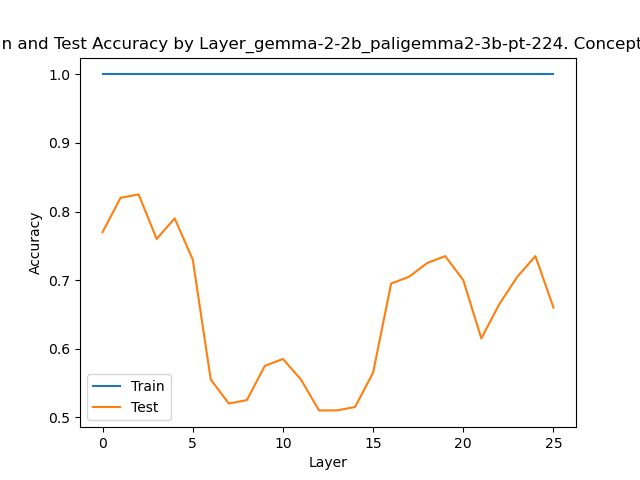 n and Test Accuracy by Layer_gemma-2-2b_paligemma2-3b-pt-224. Concept
1.0
0.9
0.8
0.7
0.6
0.5
Accuracy
Train
Test
0 5 10 15 20 25
Layer